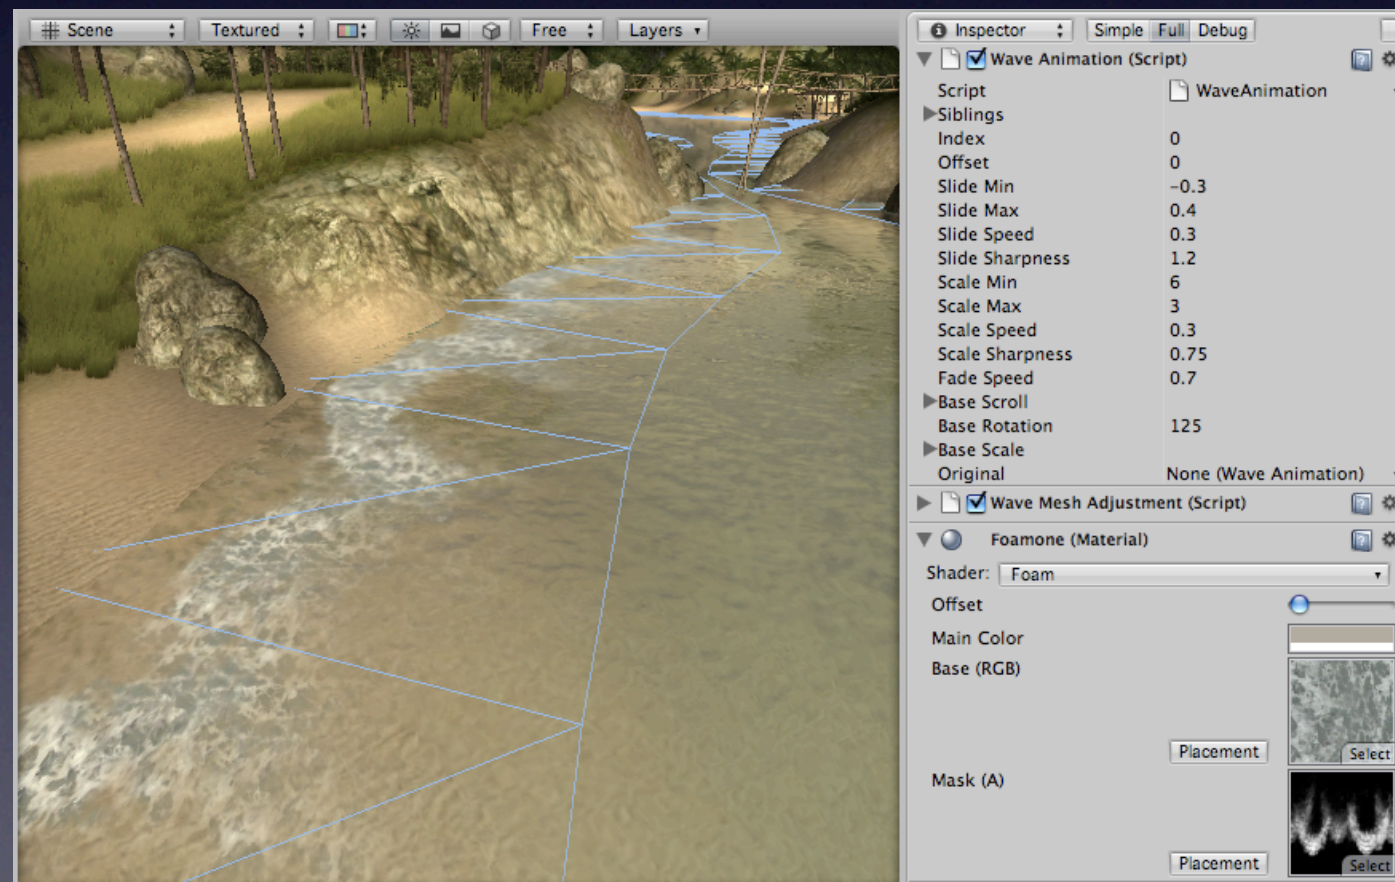 Scene Textured Free Layers
Inspector Simple Full Debug
Wave Animation (Script)
Script WaveAnimation
Siblings
Index 0
Offset 0
Slide Min -0.3
Slide Max 0.4
Slide Speed 0.3
Slide Sharpness 1.2
Scale Min 6
Scale Max 3
Scale Speed 0.3
Scale Sharpness 0.75
Fade Speed 0.7
Base Scroll
Base Rotation 125
Base Scale
Original None (Wave Animation)
Wave Mesh Adjustment (Script)
Foamone (Material)
Shader: Foam
Offset
Main Color
Base (RGB)
Placement Select
Mask (A)
Placement Select